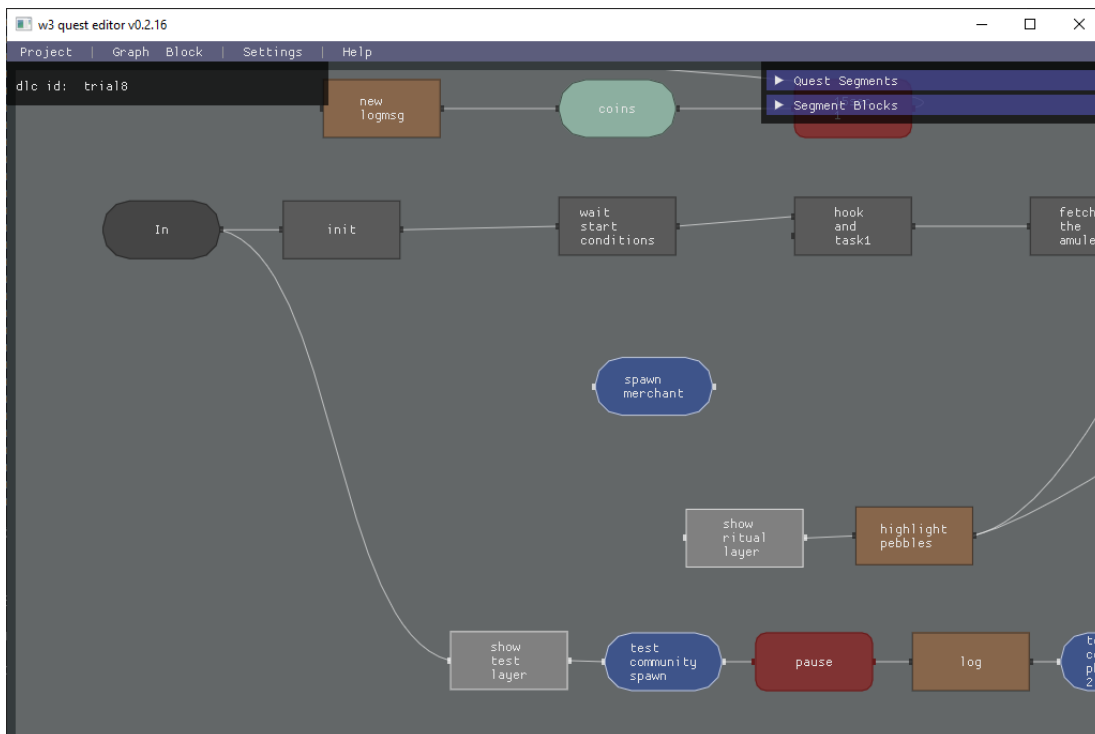 w3 quest editor v0.2.16
Project | Graph Block | Settings | Help
dlc id: trial8
Quest Segments
Segment Blocks
new
logmsg
coins
In
init
wait
start
conditions
hook
and
task1
fetch
the
amule
spawn
merchant
show
ritual
layer
highlight
pebbles
show
test
layer
test
community
spawn
pause
log
2